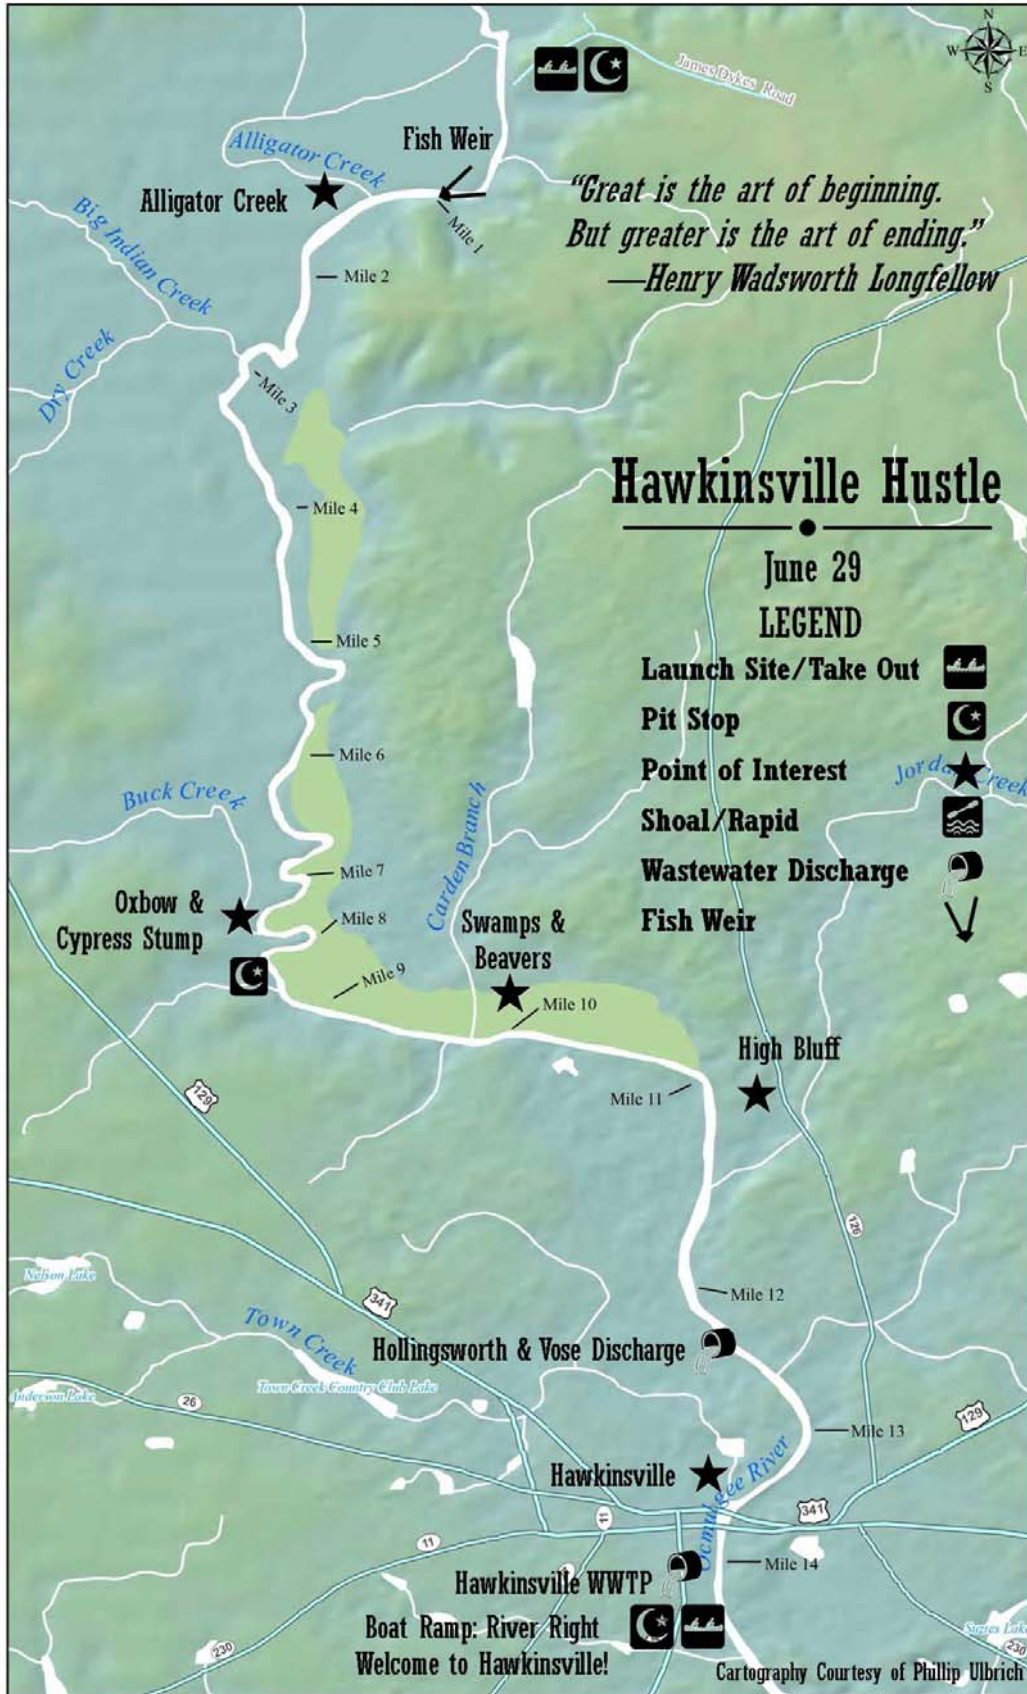 N
W E
S
James Dykes Road
Fish Weir
Alligator Creek
Alligator Creek
Mile 1
"Great is the art of beginning.
But greater is the art of ending."
—Henry Wadsworth Longfellow
Big Indian Creek
Mile 2
Dry Creek
Mile 3
Hawkinsville Hustle
Mile 4
June 29
LEGEND
Mile 5
Launch Site/Take Out
Pit Stop
Mile 6
Point of Interest
Buck Creek
Shoal/Rapid
Carden Branch
Mile 7
Wastewater Discharge
Oxbow &
Cypress Stump
Mile 8
Fish Weir
Swamps &
Beavers
Mile 9
Mile 10
High Bluff
129
Mile 11
126
Nelson Lake
Mile 12
341
Town Creek
Hollingsworth & Vose Discharge
Town Creek Country Club Lake
Anderson Lake
26
129
Mile 13
Hawkinsville
Ocmulgee River
341
11
11
Mile 14
Hawkinsville WWTP
Boat Ramp: River Right
Welcome to Hawkinsville!
230
230
Suzies Lake
Cartography Courtesy of Phillip Ulbrich